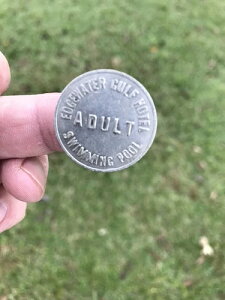 EDGEWATER GULF HOTEL
ADULT
SWIMMING POOL